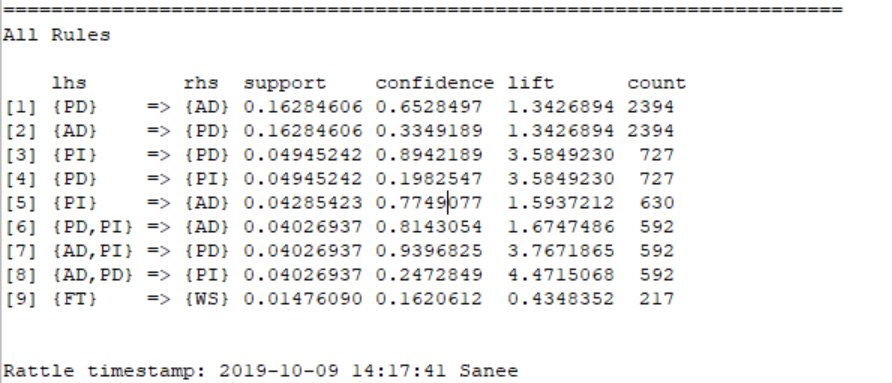 All Rules
lhs rhs support confidence lift count
[1] {PD} => {AD} 0.16284606 0.6528497 1.3426894 2394
[2] {AD} => {PD} 0.16284606 0.3349189 1.3426894 2394
[3] {PI} => {PD} 0.04945242 0.8942189 3.5849230 727
[4] {PD} => {PI} 0.04945242 0.1982547 3.5849230 727
[5] {PI} => {AD} 0.04285423 0.7749077 1.5937212 630
[6] {PD,PI} => {AD} 0.04026937 0.8143054 1.6747486 592
[7] {AD,PI} => {PD} 0.04026937 0.9396825 3.7671865 592
[8] {AD,PD} => {PI} 0.04026937 0.2472849 4.4715068 592
[9] {FT} => {WS} 0.01476090 0.1620612 0.4348352 217
Rattle timestamp: 2019-10-09 14:17:41 Sanee